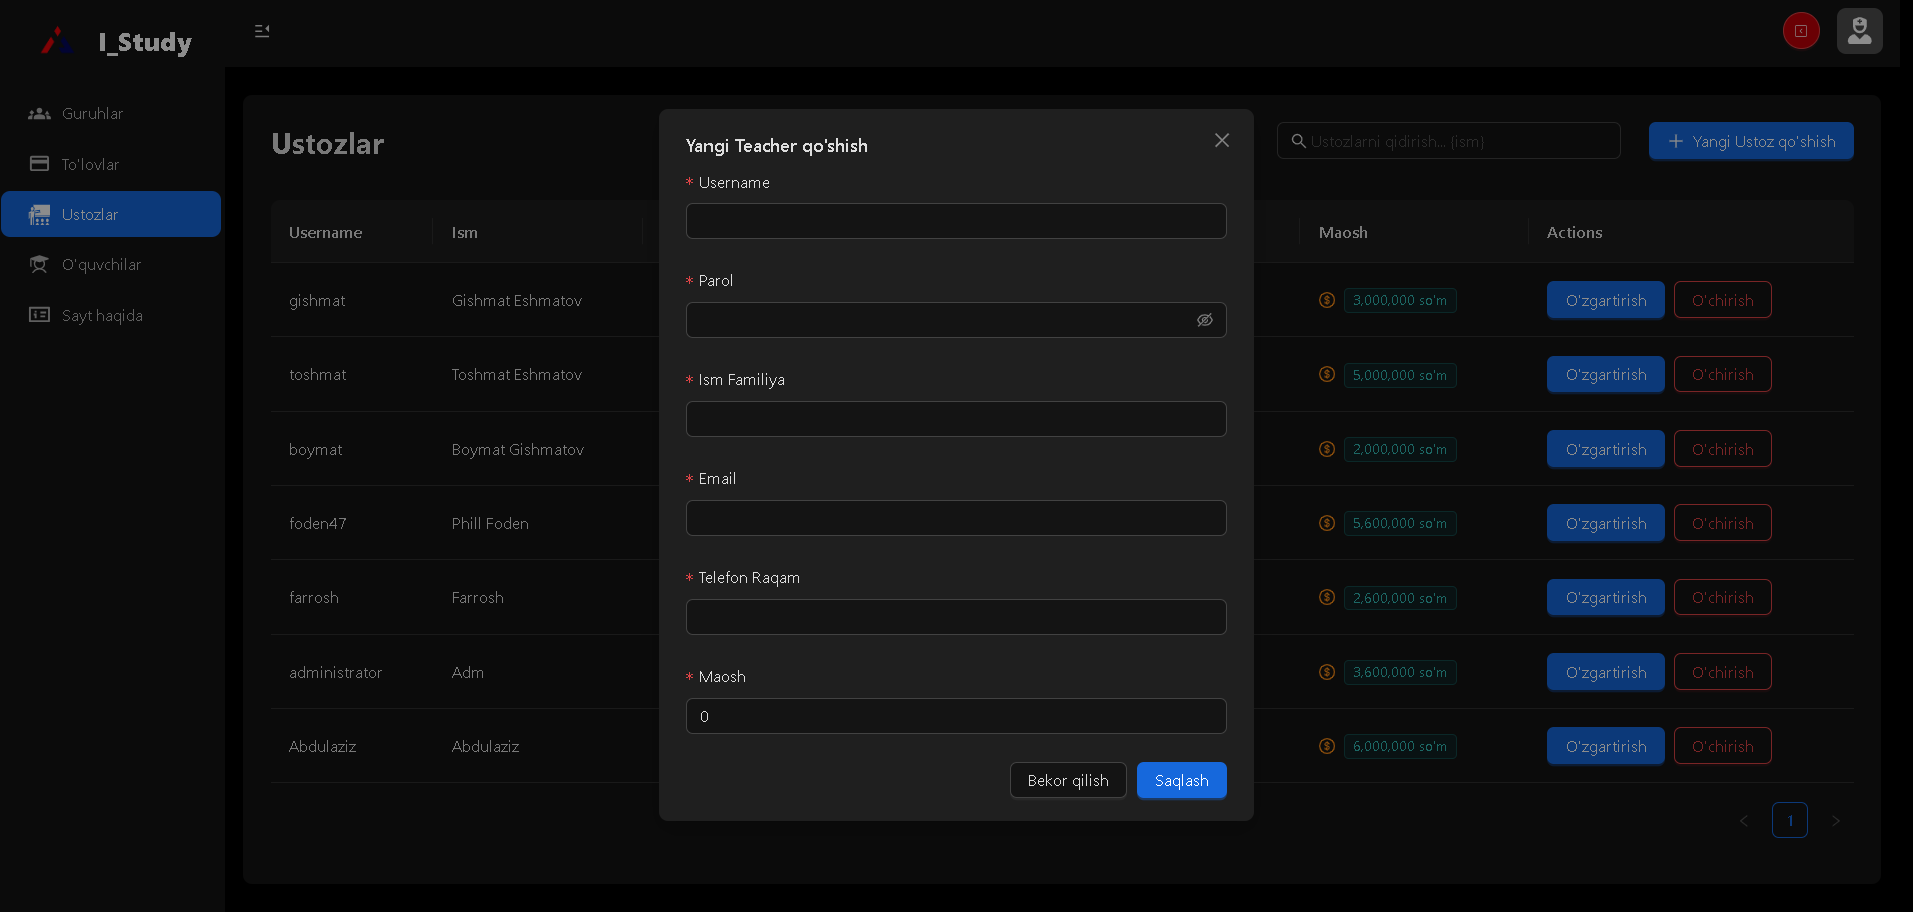 I_Study
Guruhlar
To'lovlar
Ustozlar
O'quvchilar
Sayt haqida
Ustozlar
Ustozlarni qidirish... (ism)
+ Yangi Ustoz qo'shish
Username Ism Maosh Actions
gishmat Gishmat Eshmatov 3,000,000 so'm O'zgartirish O'chirish
toshmat Toshmat Eshmatov 5,000,000 so'm O'zgartirish O'chirish
boymat Boymat Gishmatov 2,000,000 so'm O'zgartirish O'chirish
foden47 Phill Foden 5,600,000 so'm O'zgartirish O'chirish
farrosh Farrosh 2,600,000 so'm O'zgartirish O'chirish
administrator Adm 3,600,000 so'm O'zgartirish O'chirish
Abdulaziz Abdulaziz 6,000,000 so'm O'zgartirish O'chirish
< 1 >
Yangi Teacher qo'shish
* Username
* Parol
* Ism Familiya
* Email
* Telefon Raqam
* Maosh
0
Bekor qilish Saqlash